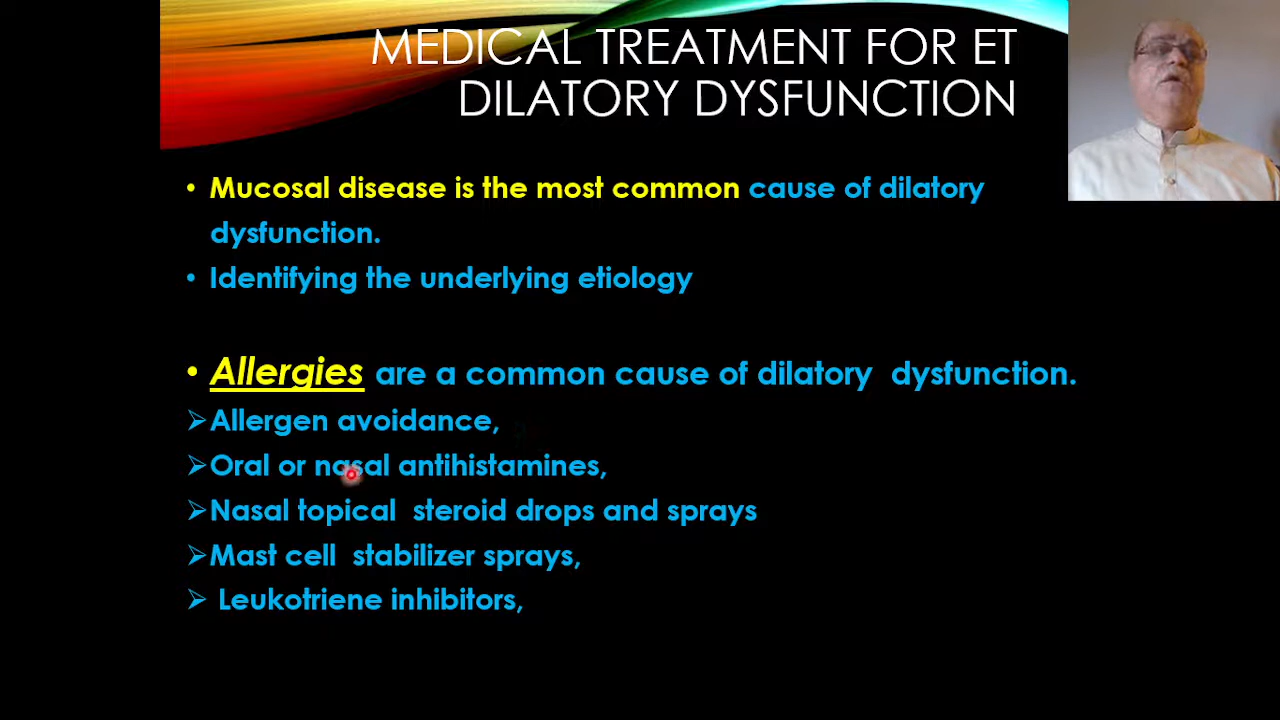 MEDICAL TREATMENT FOR ET
DILATORY DYSFUNCTION
• Mucosal disease is the most common cause of dilatory
dysfunction.
• Identifying the underlying etiology
• Allergies are a common cause of dilatory dysfunction.
➢Allergen avoidance,
➢Oral or nasal antihistamines,
➢Nasal topical steroid drops and sprays
➢Mast cell stabilizer sprays,
➢ Leukotriene inhibitors,